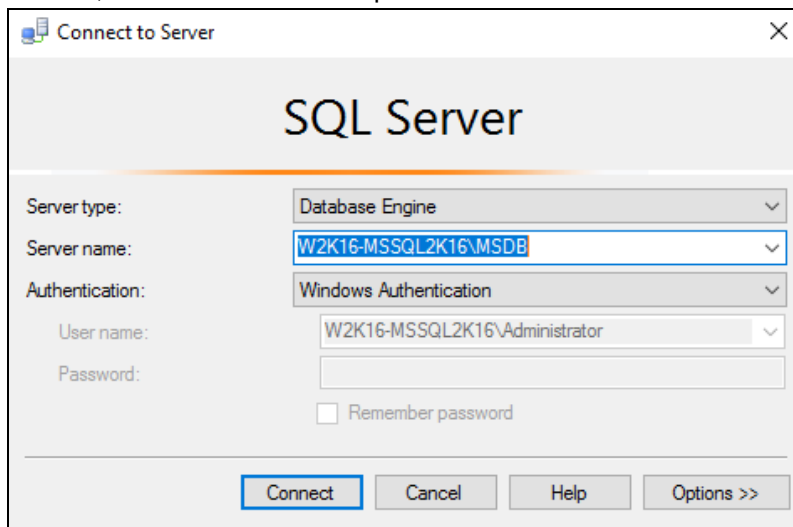 Connect to Server
SQL Server
Server type: Database Engine
Server name: W2K16-MSSQL2K16\MSDB
Authentication: Windows Authentication
User name: W2K16-MSSQL2K16\Administrator
Password:
Remember password
Connect Cancel Help Options >>